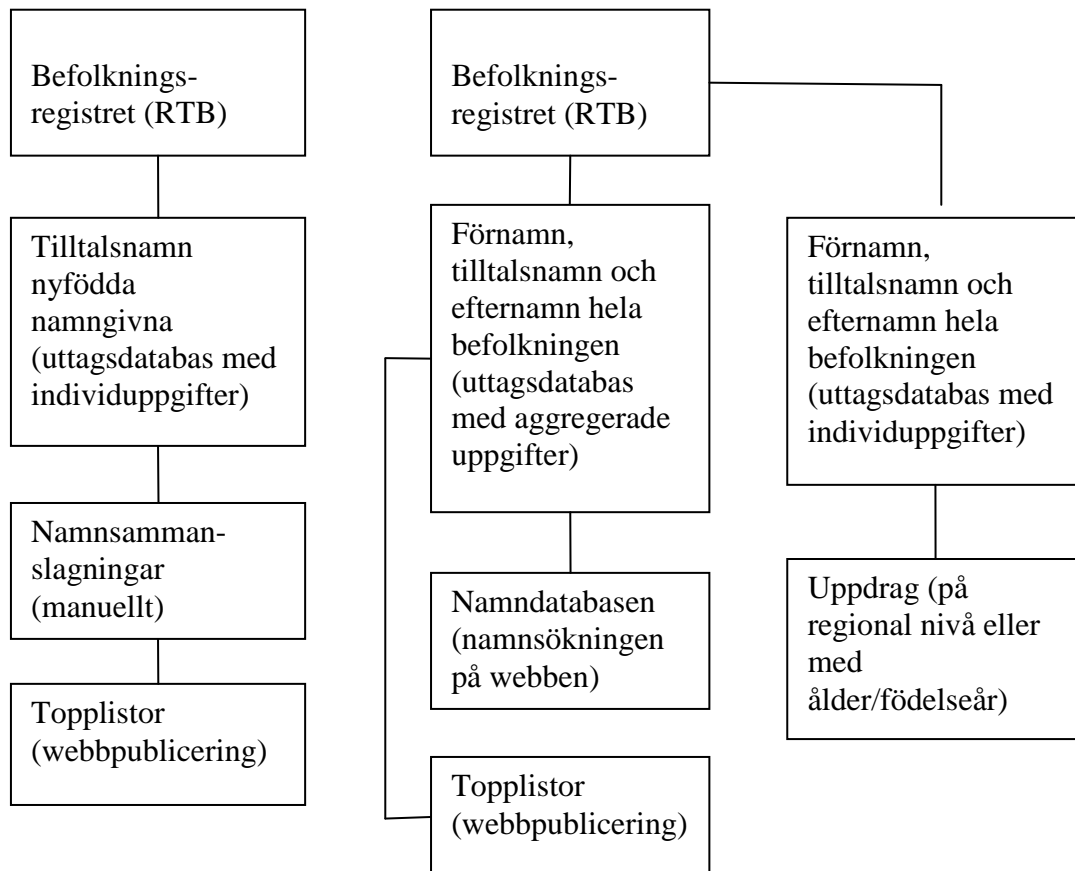 Befolknings-
registret (RTB)
Tilltalsnamn
nyfödda
namngivna
(uttagsdatabas med
individuppgifter)
Namnsamman-
slagningar
(manuellt)
Topplistor
(webbpublicering)
Befolknings-
registret (RTB)
Förnamn,
tilltalsnamn och
efternamn hela
befolkningen
(uttagsdatabas
med aggregerade
uppgifter)
Namndatabasen
(namnsökningen
på webben)
Topplistor
(webbpublicering)
Förnamn,
tilltalsnamn och
efternamn hela
befolkningen
(uttagsdatabas med
individuppgifter)
Uppdrag (på
regional nivå eller
med
ålder/födelseår)